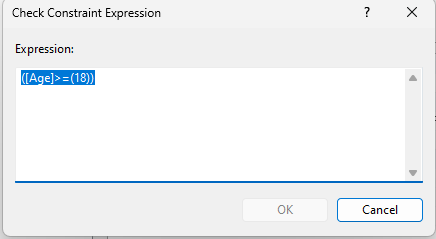 Check Constraint Expression
?
Expression:
([Age]>=(18))
OK
Cancel